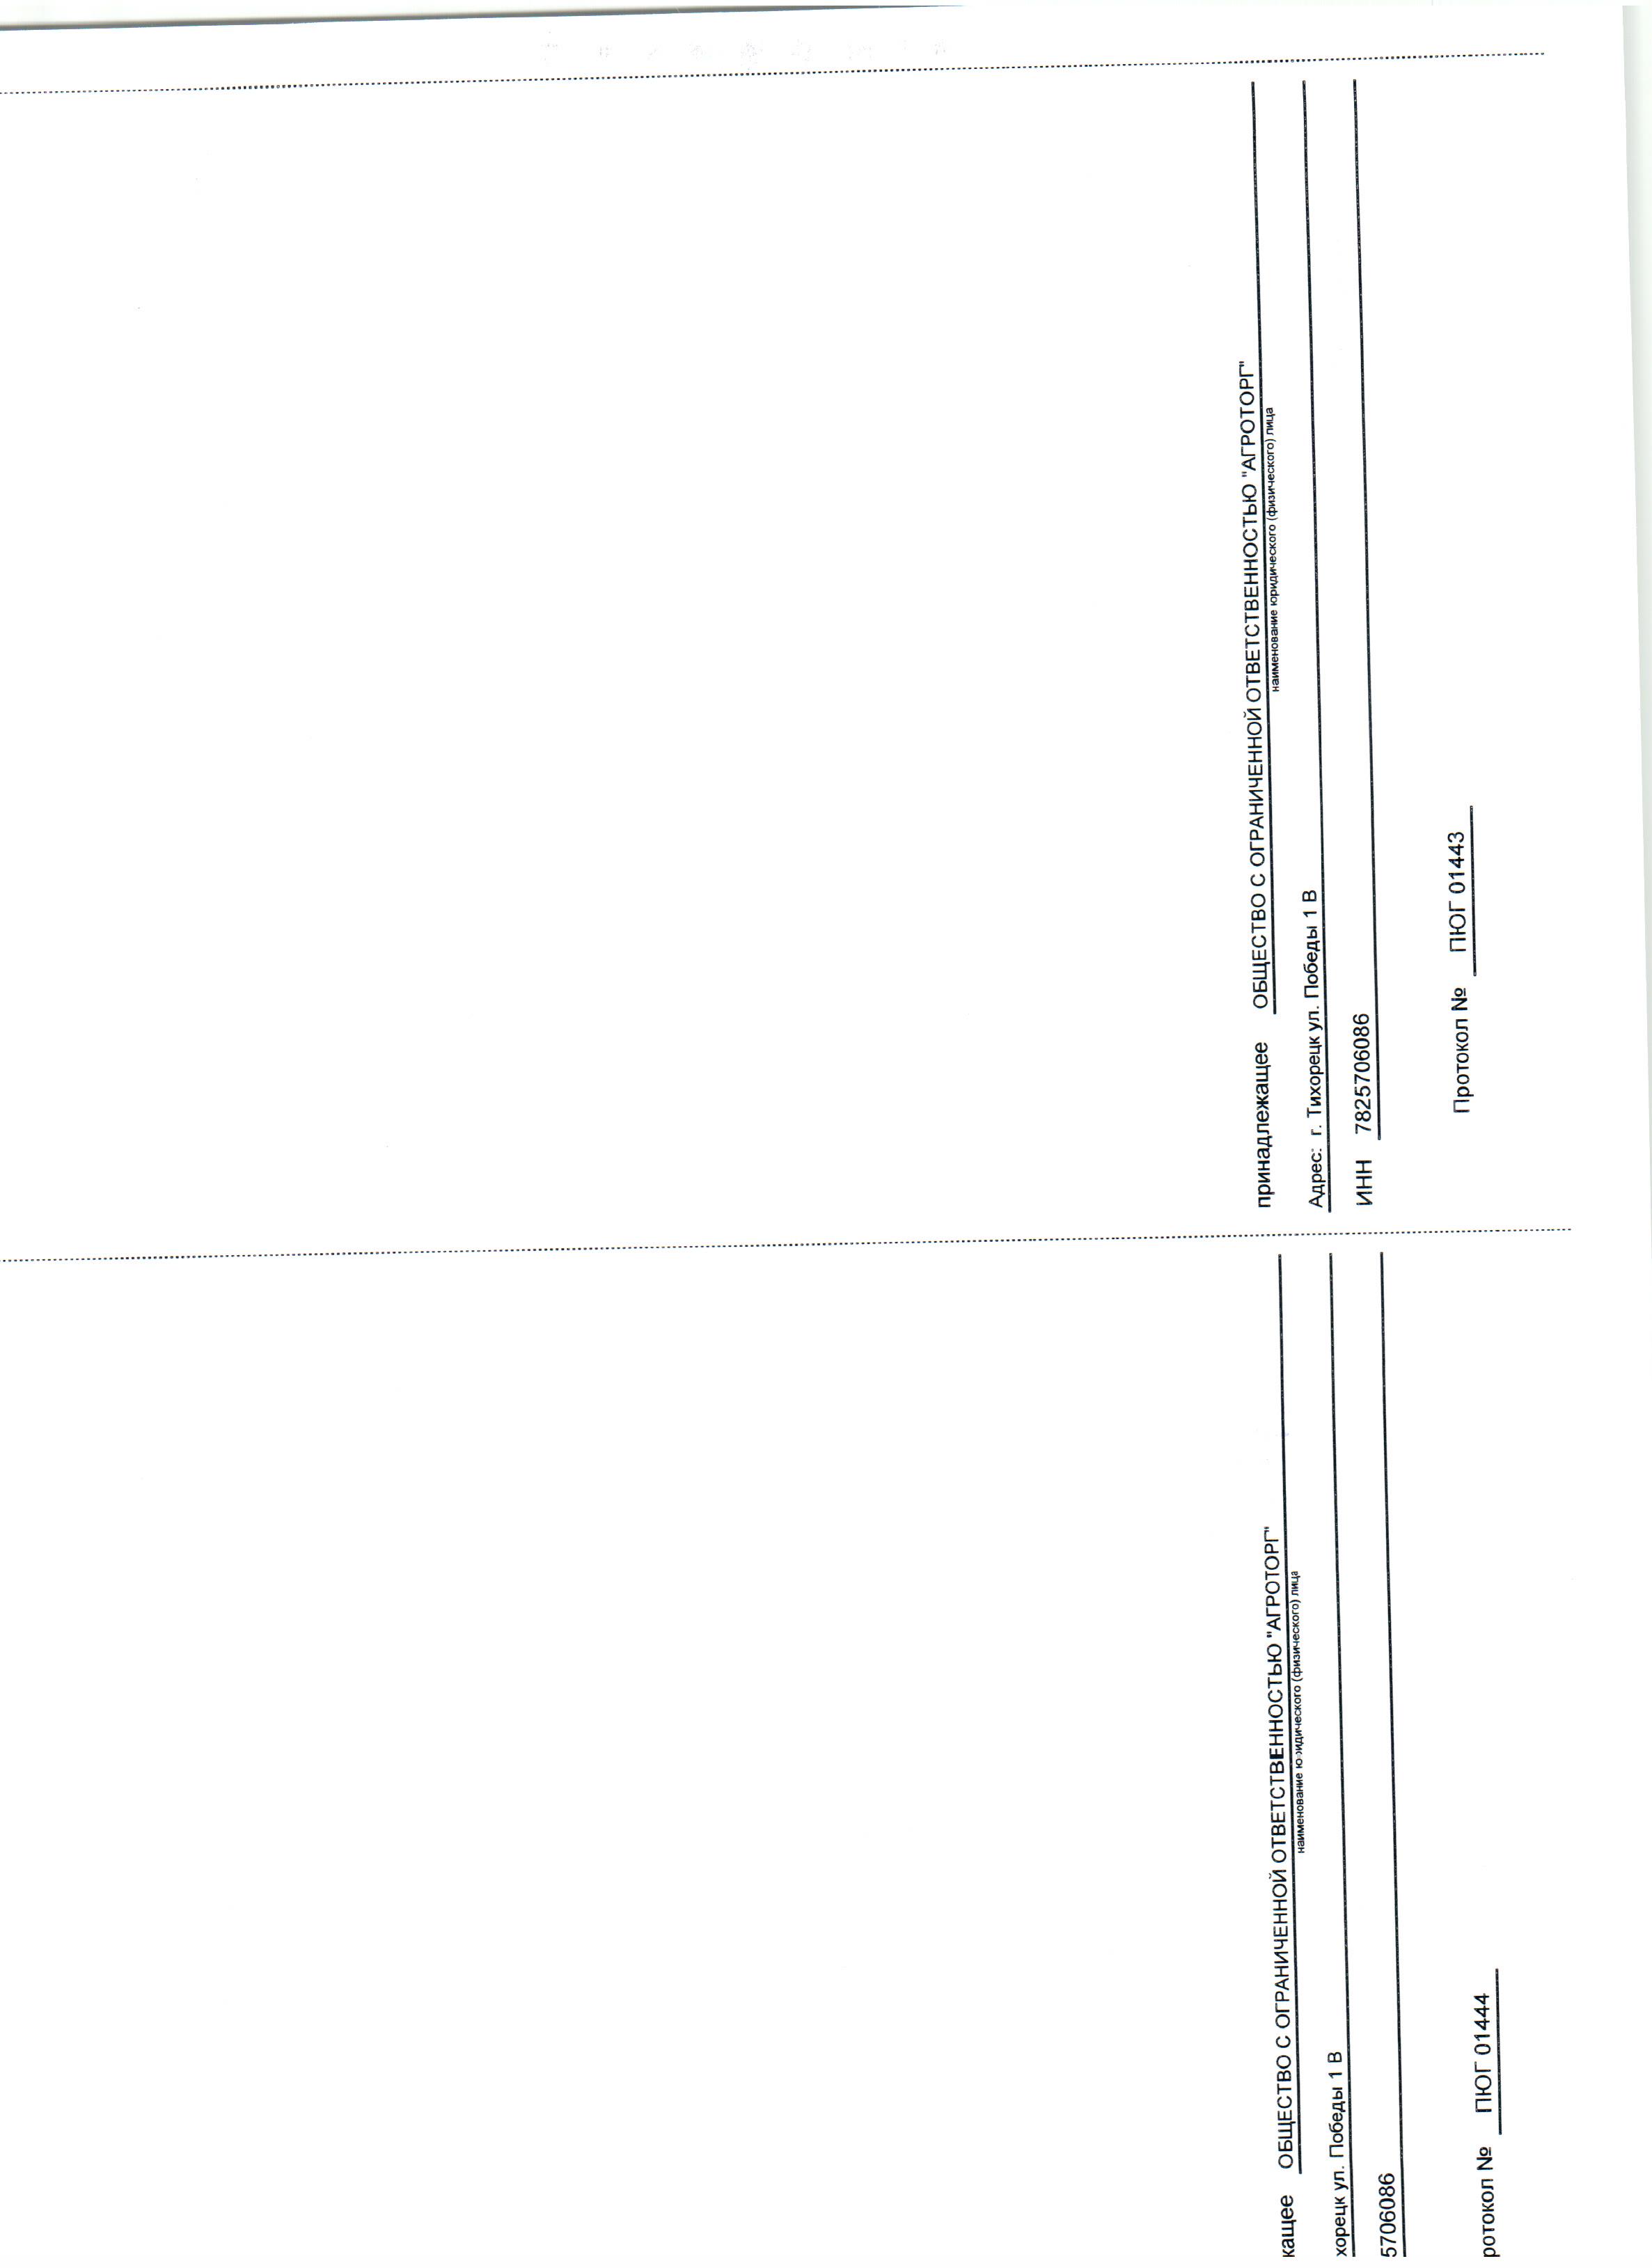 кащее ОБЩЕСТВО С ОГРАНИЧЕННОЙ ОТВЕТСТВЕННОСТЬЮ "АГРОТОРГ"
наименование юридического (физического) лица
хорецк ул. Победы 1 В
5706086
ротокол № ПЮГ 01444
принадлежащее ОБЩЕСТВО С ОГРАНИЧЕННОЙ ОТВЕТСТВЕННОСТЬЮ "АГРОТОРГ"
наименование юридического (физического) лица
Адрес: г. Тихорецк ул. Победы 1 В
ИНН 7825706086
Протокол № ПЮГ 01443